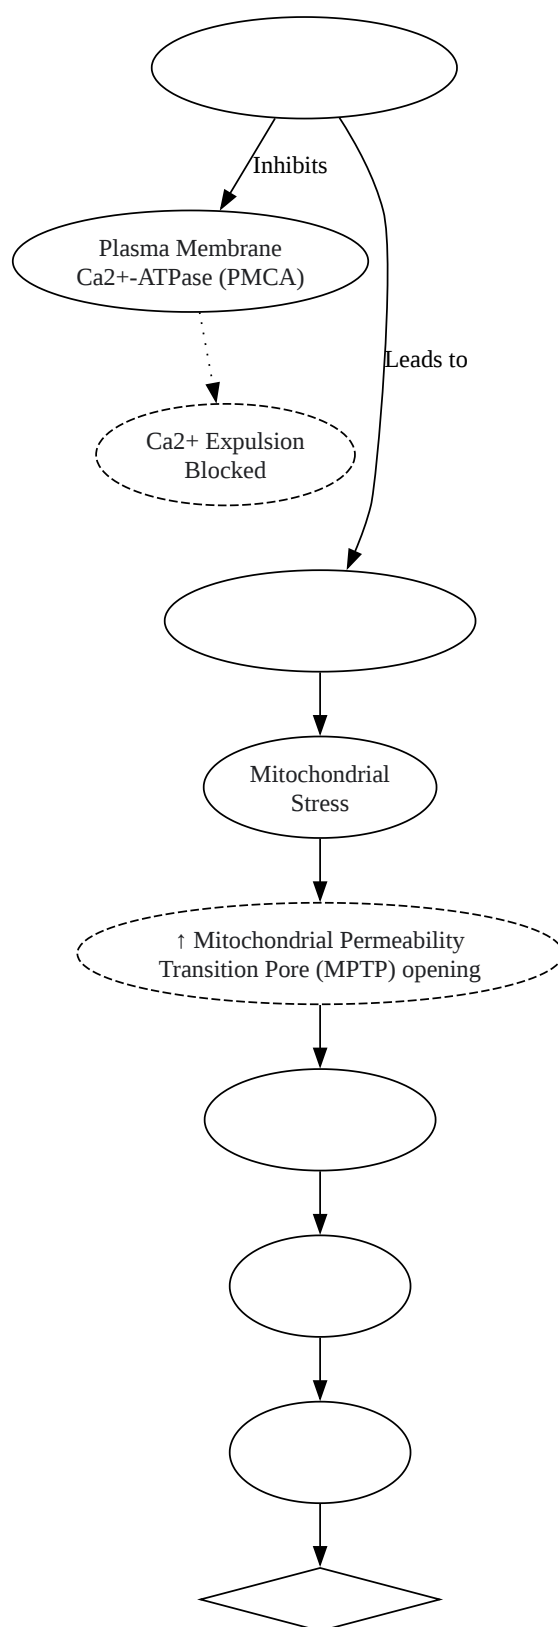 Inhibits
Plasma Membrane
Ca2+-ATPase (PMCA)
Leads to
Ca2+ Expulsion
Blocked
Mitochondrial
Stress
↑ Mitochondrial Permeability
Transition Pore (MPTP) opening